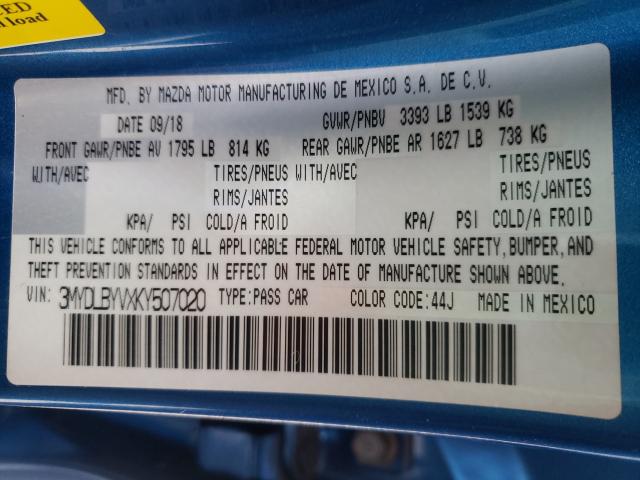 ED
load
MFD. BY MAZDA MOTOR MANUFACTURING DE MEXICO S.A. DE C.V.
DATE 09/18 GVWR/PNBV 3393 LB 1539 KG
FRONT GAWR/PNBE AV 1795 LB 814 KG REAR GAWR/PNBE AR 1627 LB 738 KG
WITH/AVEC TIRES/PNEUS WITH/AVEC TIRES/PNEUS
RIMS/JANTES RIMS/JANTES
KPA/ PSI COLD/A FROID KPA/ PSI COLD/A FROID
THIS VEHICLE CONFORMS TO ALL APPLICABLE FEDERAL MOTOR VEHICLE SAFETY, BUMPER, AND
THEFT PREVENTION STANDARDS IN EFFECT ON THE DATE OF MANUFACTURE SHOWN ABOVE.
VIN: 3MYDLBYVXKY507020 TYPE:PASS CAR COLOR CODE:44J MADE IN MEXICO